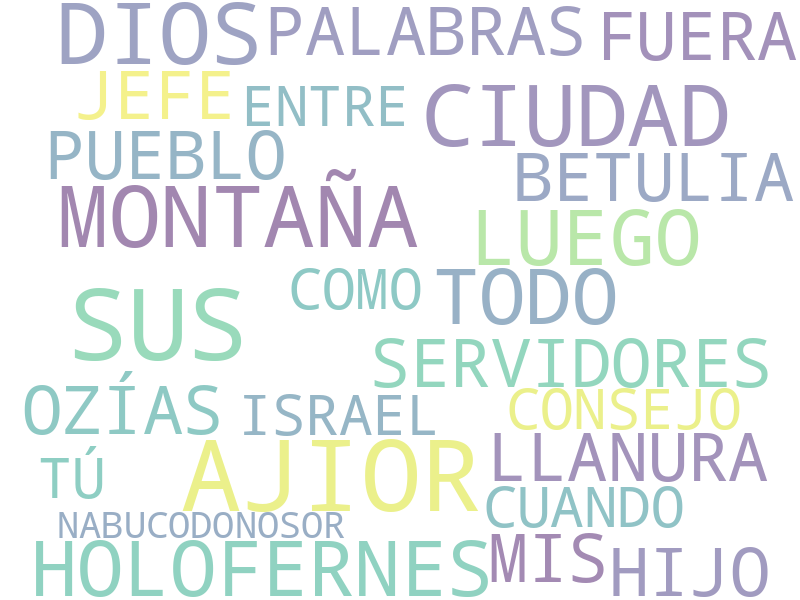 DIOS PALABRAS FUERA
JEFE ENTRE CIUDAD
PUEBLO BETULIA
MONTAÑA LUEGO
SUS COMO TODO
SERVIDORES
OZÍAS ISRAEL CONSEJO
TÚ AJIOR LLANURA
NABUCODONOSOR CUANDO
HOLOFERNES MIS HIJO